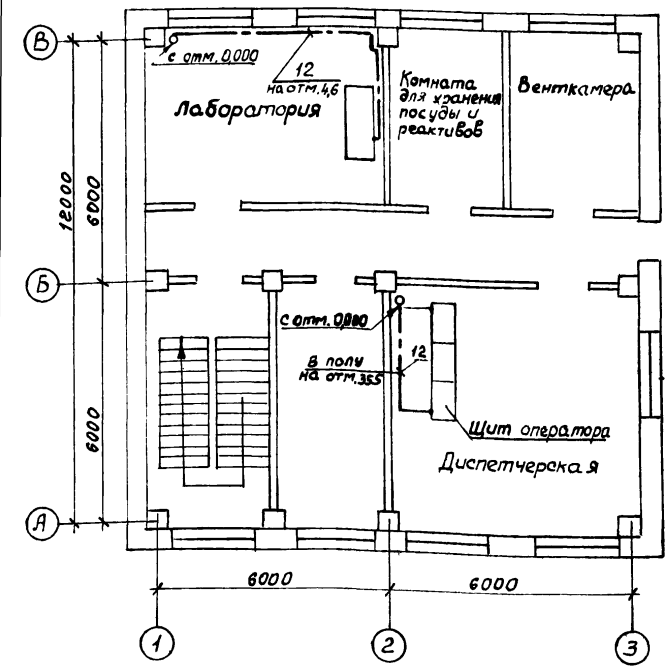 В
с отм. 0,000
12
на отм. 4,6
Лаборатория
Комната
для хранения
посуды и
реактивов
Венткамера
12000
6000
Б
с отм. 0,000
В полу
на отм. 3.55
12
6000
Щит оператора
Диспетчерская
А
6000
6000
1
2
3